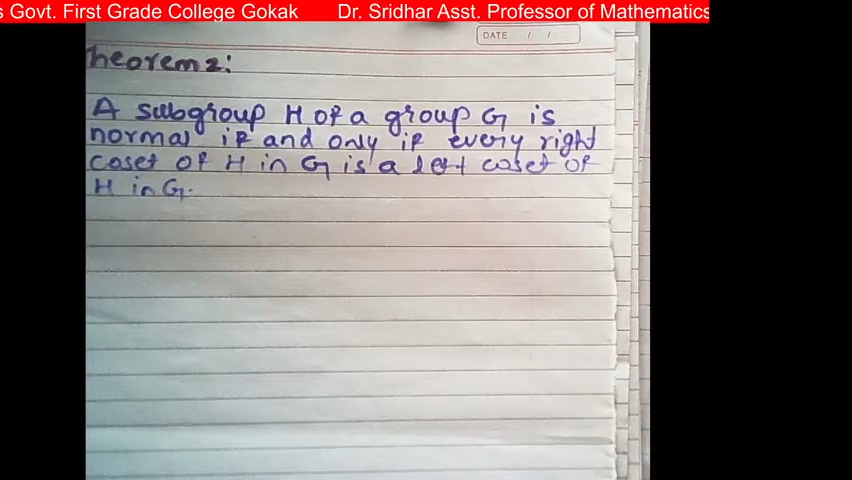 s Govt. First Grade College Gokak Dr. Sridhar Asst. Professor of Mathematics
DATE / /
heorem2:
A subgroup H of a group G is
normal if and only if every right
coset of H in G is a left coset of
H in G.